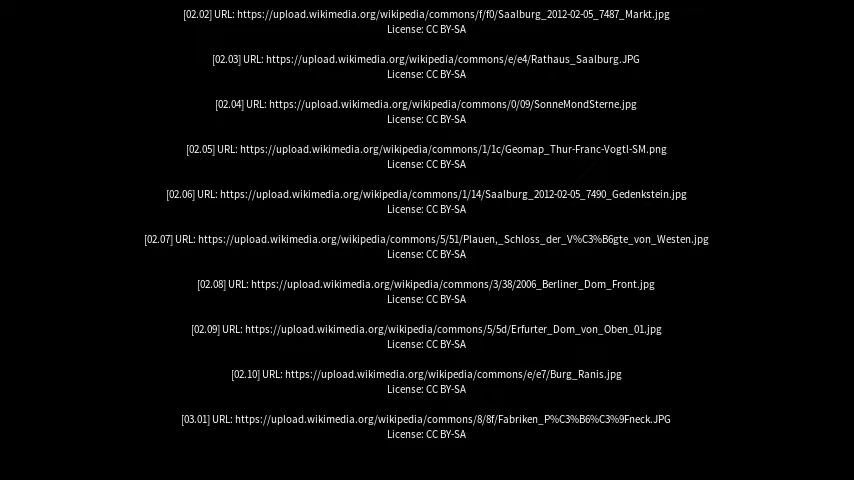 [02.02] URL: https://upload.wikimedia.org/wikipedia/commons/f/f0/Saalburg_2012-02-05_7487_Markt.jpg
License: CC BY-SA
[02.03] URL: https://upload.wikimedia.org/wikipedia/commons/e/e4/Rathaus_Saalburg.JPG
License: CC BY-SA
[02.04] URL: https://upload.wikimedia.org/wikipedia/commons/0/09/SonneMondSterne.jpg
License: CC BY-SA
[02.05] URL: https://upload.wikimedia.org/wikipedia/commons/1/1c/Geomap_Thur-Franc-Vogtl-SM.png
License: CC BY-SA
[02.06] URL: https://upload.wikimedia.org/wikipedia/commons/1/14/Saalburg_2012-02-05_7490_Gedenkstein.jpg
License: CC BY-SA
[02.07] URL: https://upload.wikimedia.org/wikipedia/commons/5/51/Plauen,_Schloss_der_V%C3%B6gte_von_Westen.jpg
License: CC BY-SA
[02.08] URL: https://upload.wikimedia.org/wikipedia/commons/3/38/2006_Berliner_Dom_Front.jpg
License: CC BY-SA
[02.09] URL: https://upload.wikimedia.org/wikipedia/commons/5/5d/Erfurter_Dom_von_Oben_01.jpg
License: CC BY-SA
[02.10] URL: https://upload.wikimedia.org/wikipedia/commons/e/e7/Burg_Ranis.jpg
License: CC BY-SA
[03.01] URL: https://upload.wikimedia.org/wikipedia/commons/8/8f/Fabriken_P%C3%B6%C3%9Fneck.JPG
License: CC BY-SA